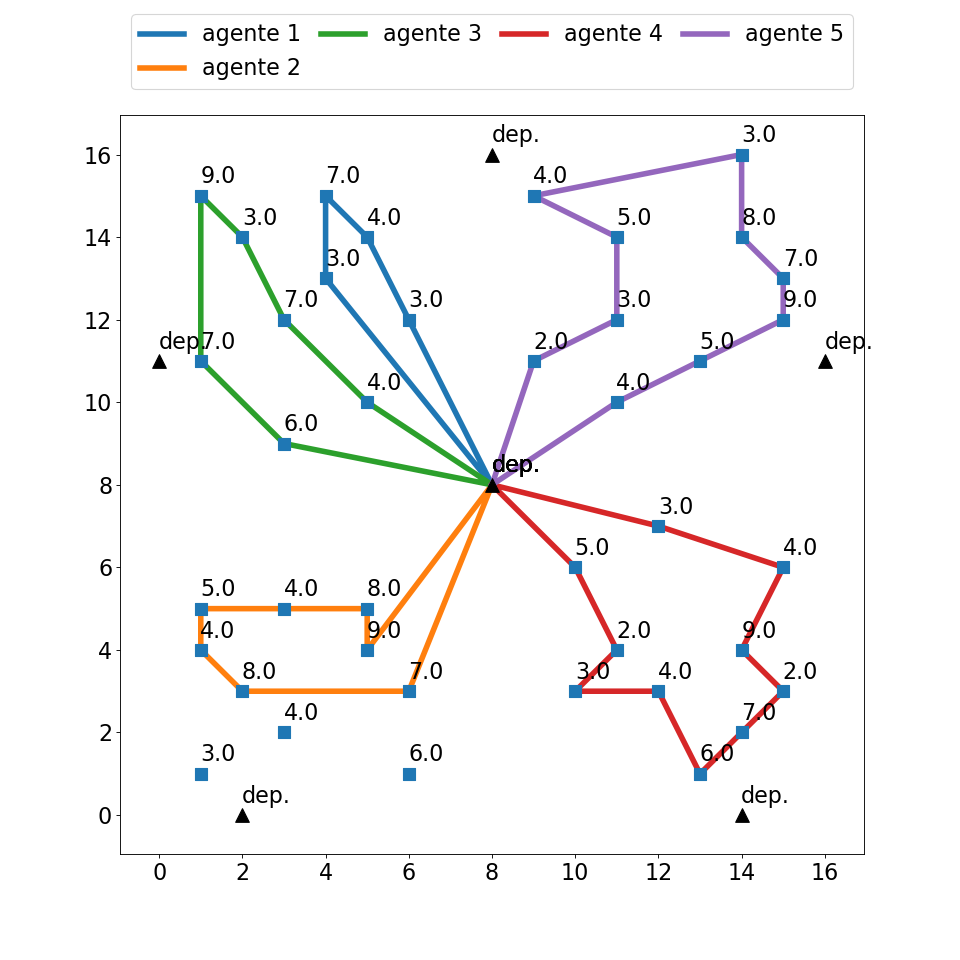 agente 1 agente 3 agente 4 agente 5
agente 2
16 dep. 3.0
9.0 7.0 4.0
14 3.0 4.0 5.0 8.0
3.0 7.0
12 7.0 3.0 3.0 9.0
dep. 7.0 2.0 5.0 dep.
10 4.0 4.0
6.0
8 dep. dep.
3.0
6 5.0 4.0
5.0 4.0 8.0
4 4.0 9.0 2.0 9.0
8.0 7.0 3.0 4.0 2.0
2 4.0 7.0
3.0 6.0 6.0
0 dep. dep.
0 2 4 6 8 10 12 14 16